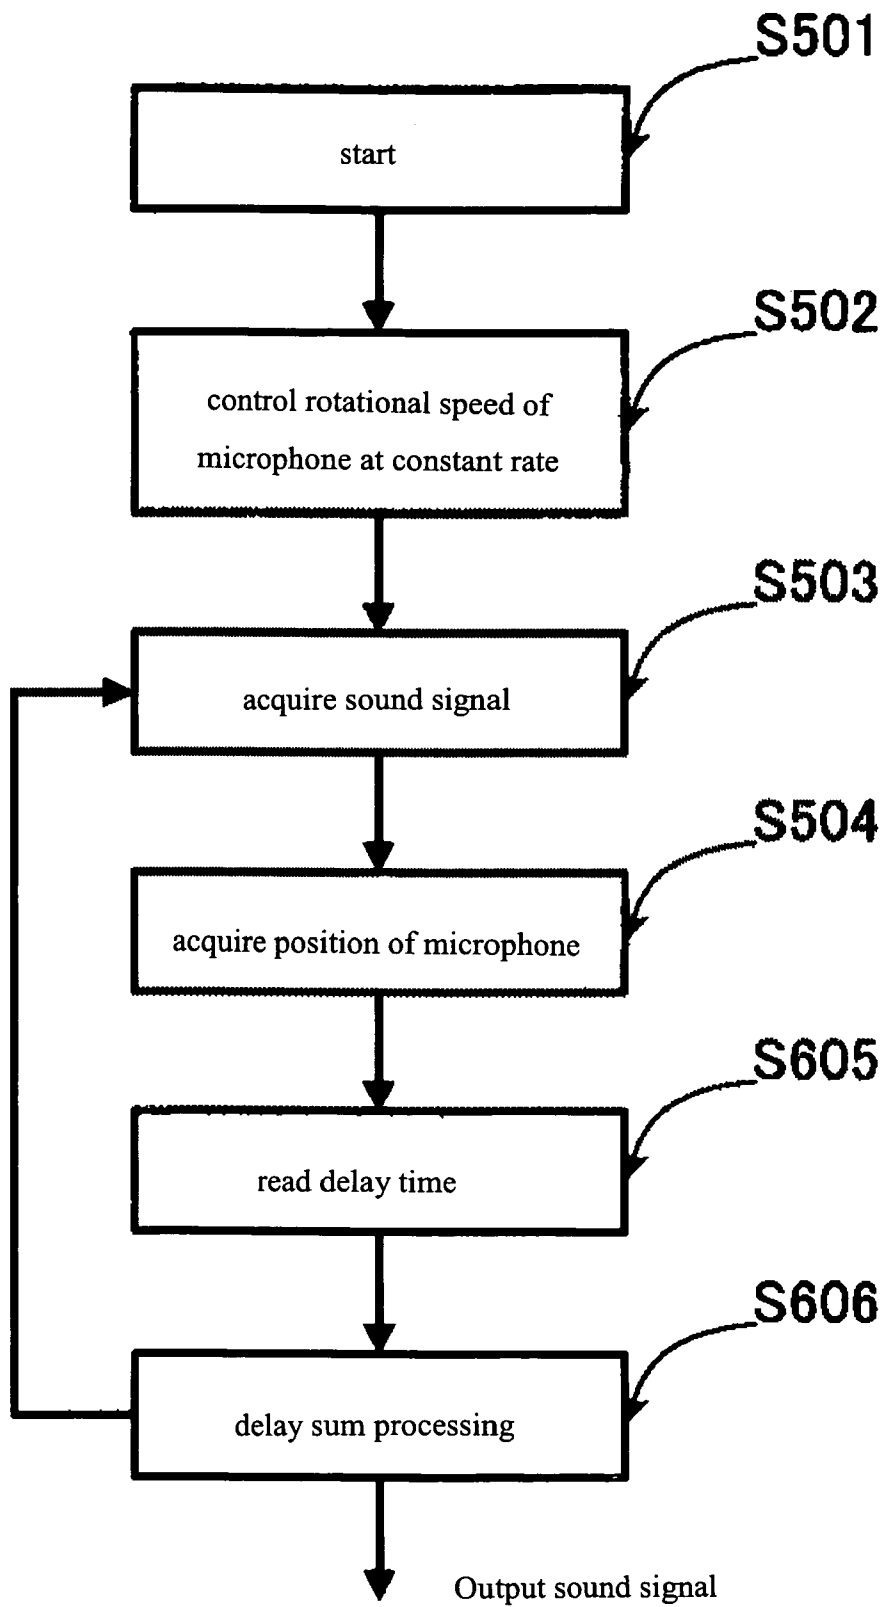 S501
start
S502
control rotational speed of
microphone at constant rate
S503
acquire sound signal
S504
acquire position of microphone
S605
read delay time
S606
delay sum processing
Output sound signal